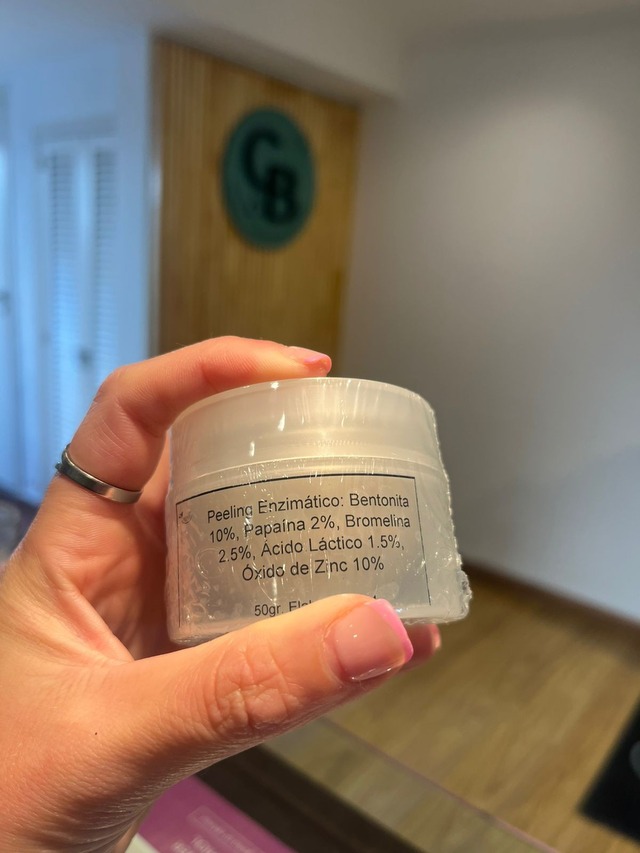 CB
Peeling Enzimático: Bentonita
10%, Papaína 2%, Bromelina
2.5%, Ácido Láctico 1.5%,
Óxido de Zinc 10%
50gr.